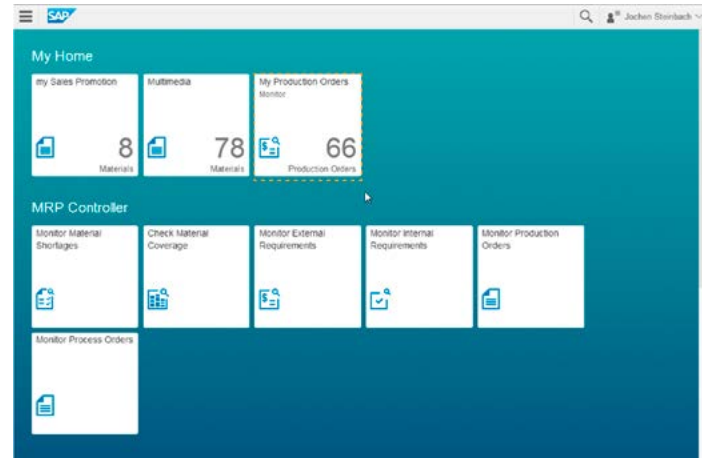 SAP
Jochen Steinbach
My Home
my Sales Promotion
8
Materials
Multimedia
78
Materials
My Production Orders
Monitor
66
Production Orders
MRP Controller
Monitor Material
Shortages
Check Material
Coverage
Monitor External
Requirements
Monitor Internal
Requirements
Monitor Production
Orders
Monitor Process Orders